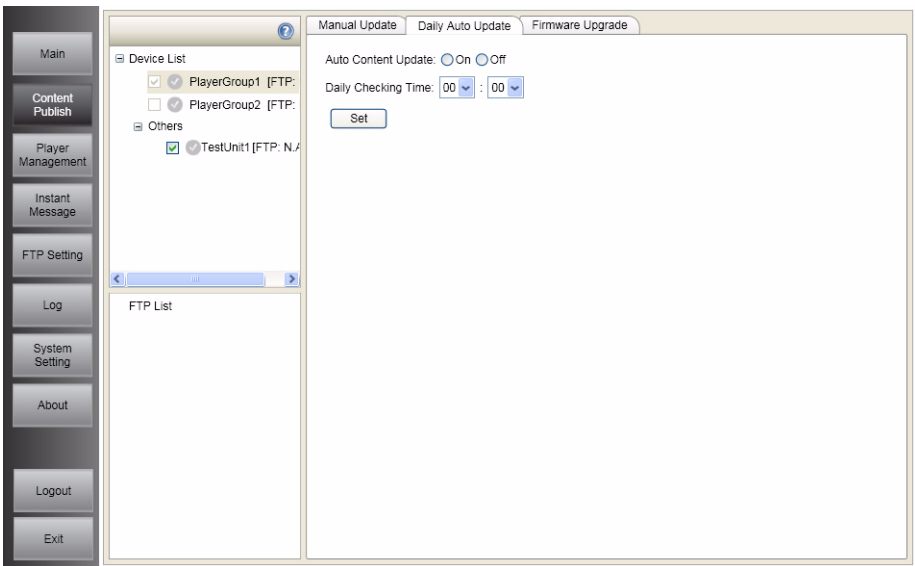 Main
Content
Publish
Player
Management
Instant
Message
FTP Setting
Log
System
Setting
About
Logout
Exit
Device List
PlayerGroup1 [FTP:
PlayerGroup2 [FTP:
Others
TestUnit1 [FTP: N.A
FTP List
Manual Update Daily Auto Update Firmware Upgrade
Auto Content Update: On Off
Daily Checking Time: 00 : 00
Set